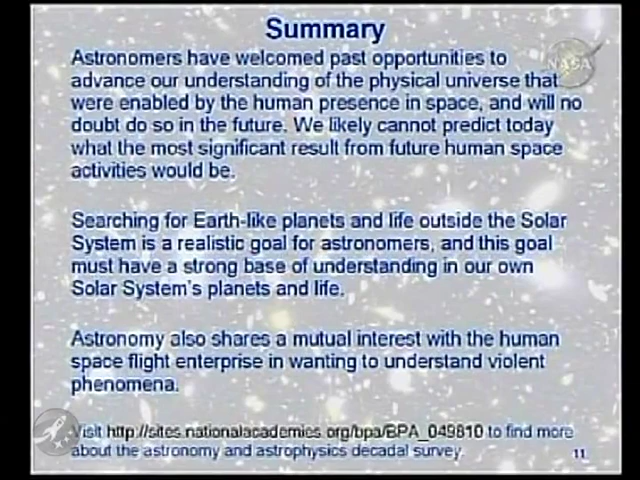 Summary
NASA
Astronomers have welcomed past opportunities to
advance our understanding of the physical universe that
were enabled by the human presence in space, and will no
doubt do so in the future. We likely cannot predict today
what the most significant result from future human space
activities would be.
Searching for Earth-like planets and life outside the Solar
System is a realistic goal for astronomers, and this goal
must have a strong base of understanding in our own
Solar System's planets and life.
Astronomy also shares a mutual interest with the human
space flight enterprise in wanting to understand violent
phenomena.
Visit http://sites.nationalacademies.org/bpa/BPA_049810 to find more
about the astronomy and astrophysics decadal survey.
11